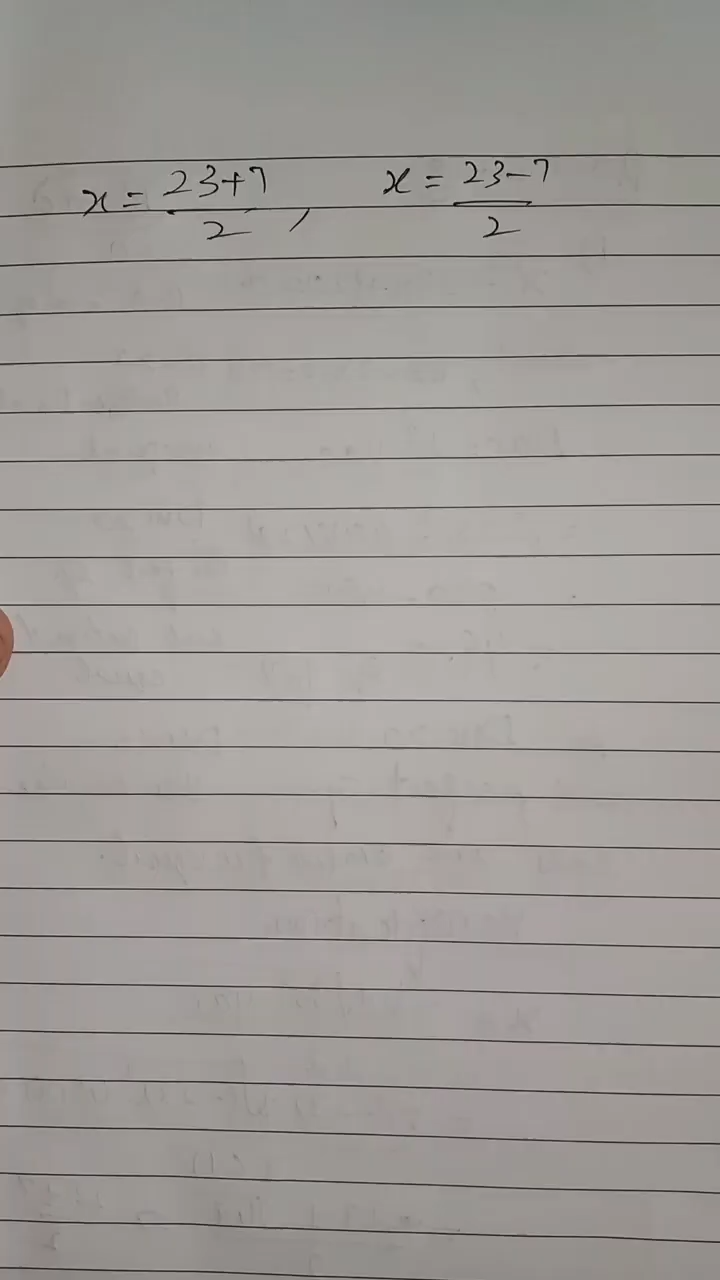 x = 23+7/2 , x = 23-7/2